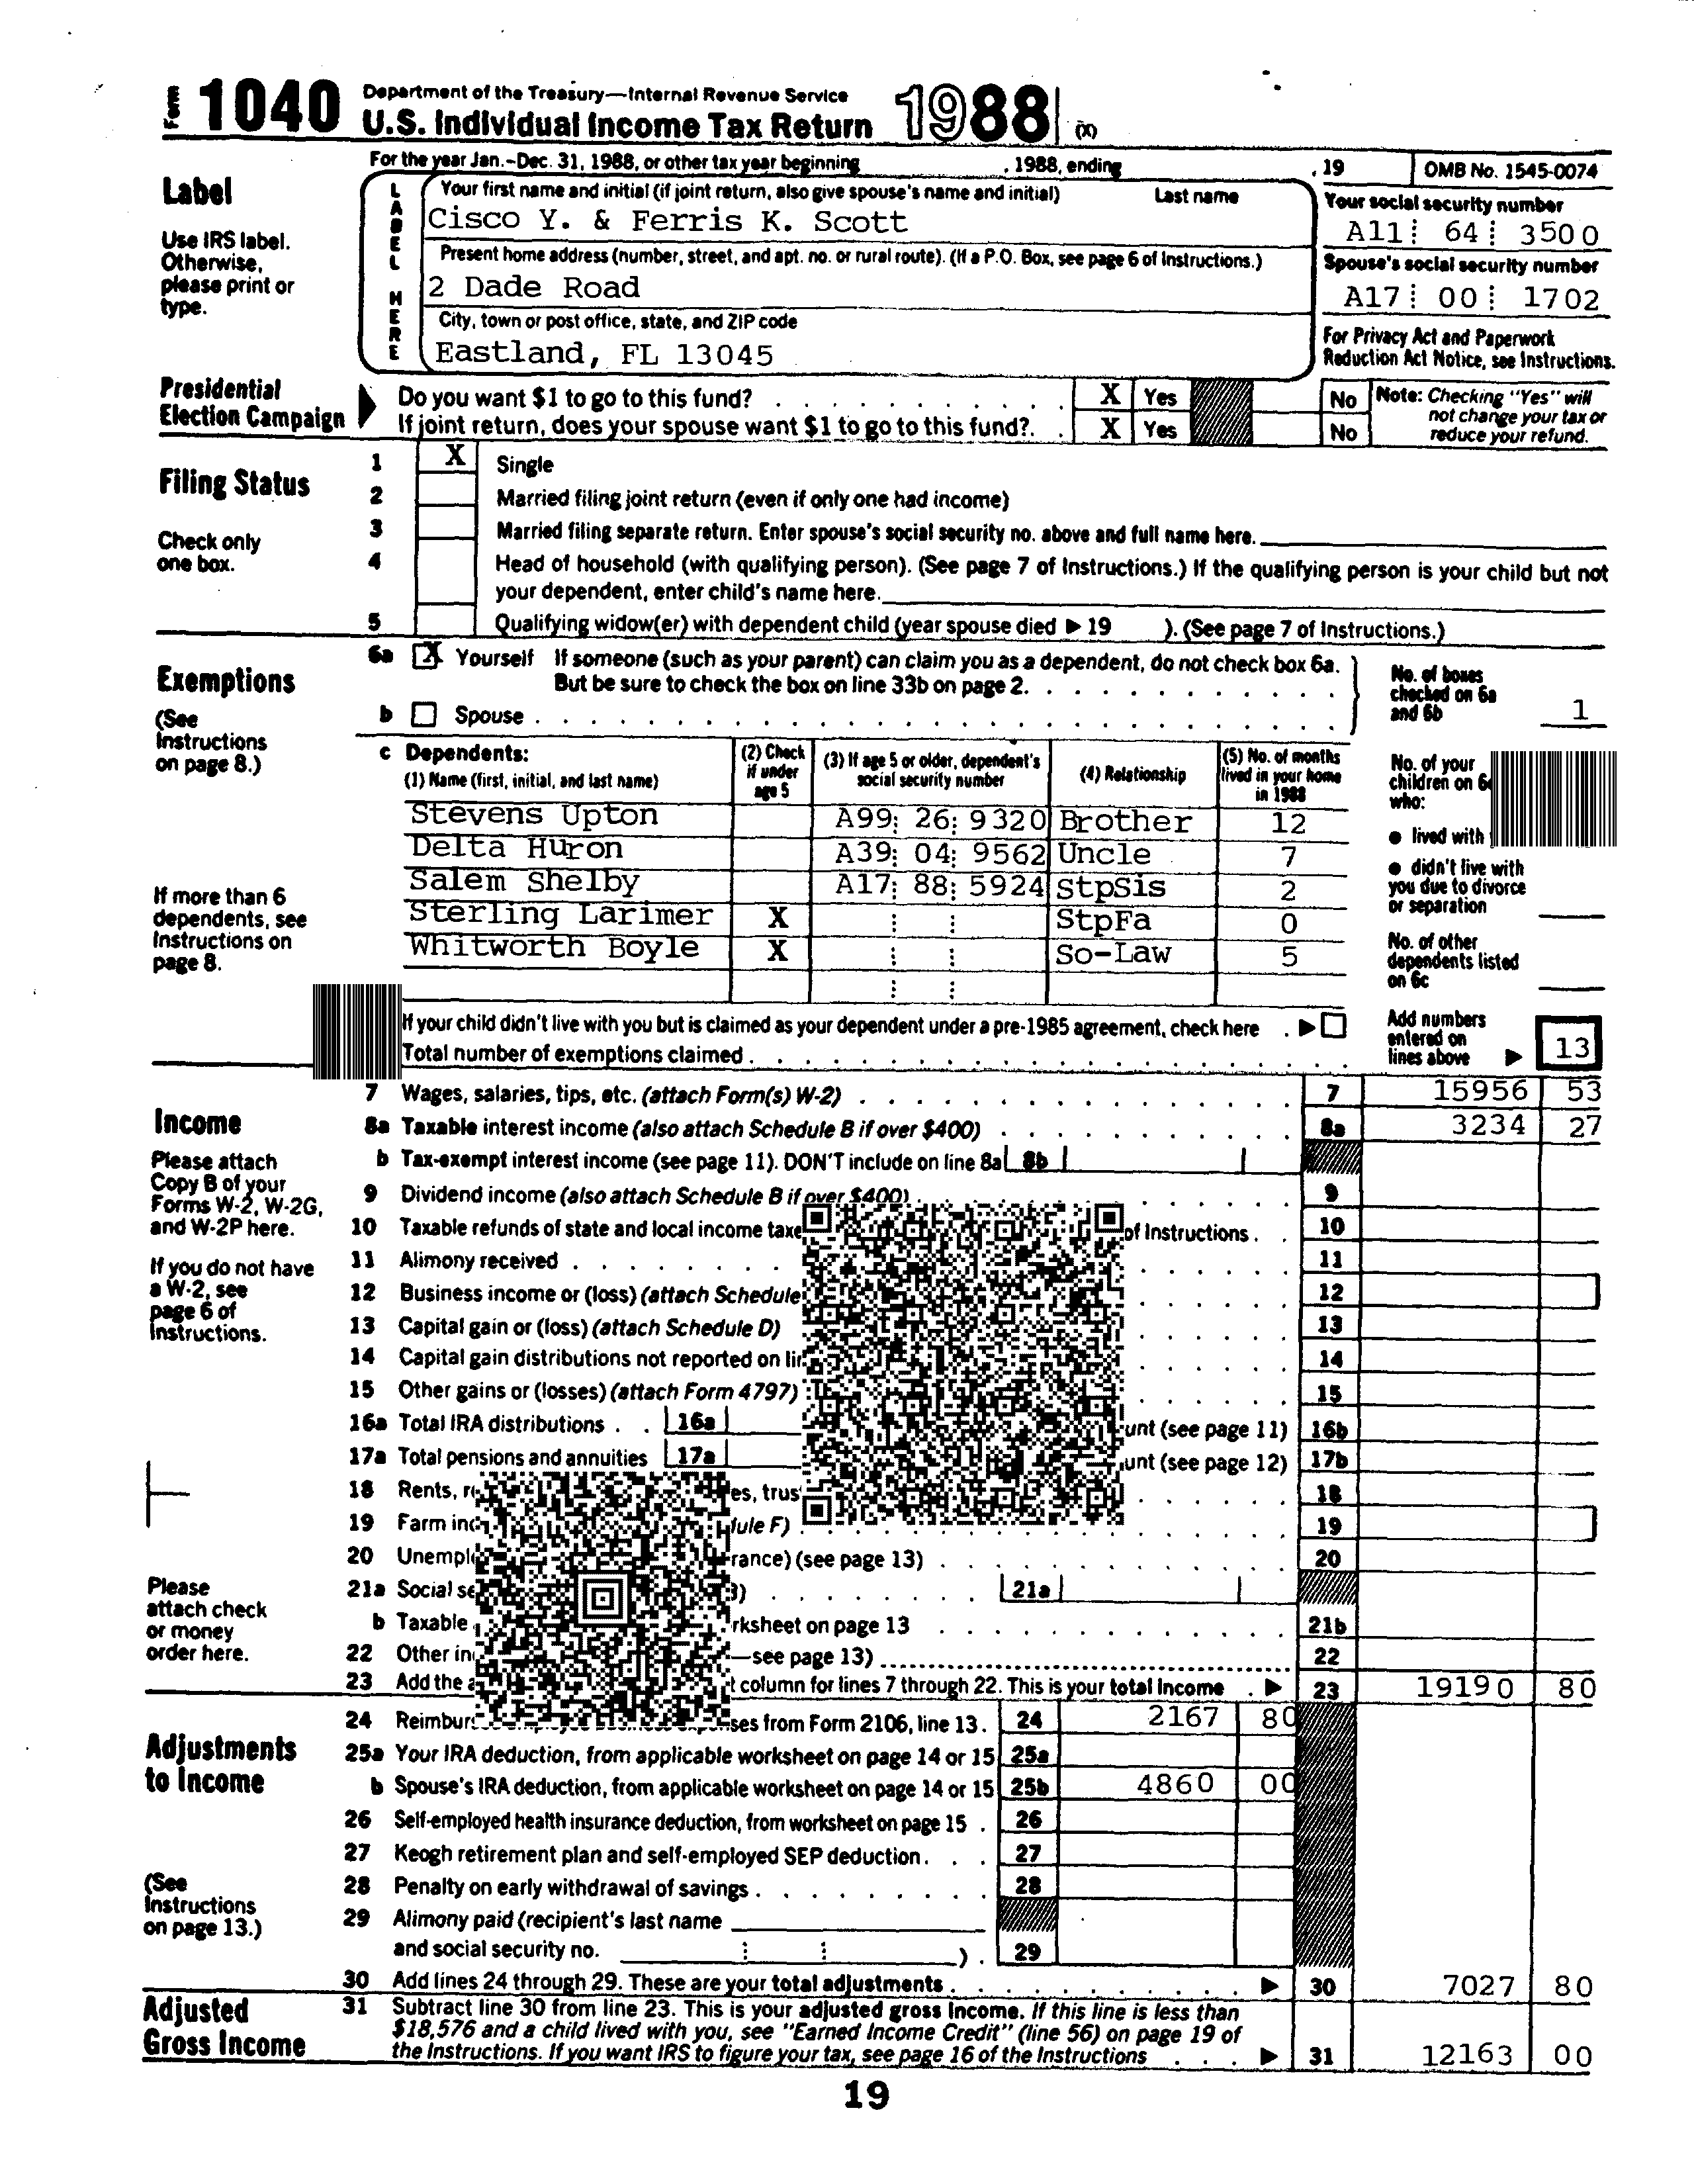 Form 1040 Department of the Treasury—Internal Revenue Service
U.S. Individual Income Tax Return 1988 (X)
For the year Jan.–Dec. 31, 1988, or other tax year beginning , 1988, ending , 19 OMB No. 1545-0074
Label
Use IRS label.
Otherwise,
please print or
type.
LABEL HERE
Your first name and initial (if joint return, also give spouse's name and initial) Last name
Cisco Y. & Ferris K. Scott
Your social security number
A11 64 3500
Present home address (number, street, and apt. no. or rural route). (If a P.O. Box, see page 6 of Instructions.)
2 Dade Road
Spouse's social security number
A17 00 1702
City, town or post office, state, and ZIP code
Eastland, FL 13045
For Privacy Act and Paperwork
Reduction Act Notice, see Instructions.
Presidential
Election Campaign
Do you want $1 to go to this fund? X Yes No
If joint return, does your spouse want $1 to go to this fund?. X Yes No
Note: Checking "Yes" will
not change your tax or
reduce your refund.
Filing Status
Check only
one box.
1 X Single
2 Married filing joint return (even if only one had income)
3 Married filing separate return. Enter spouse's social security no. above and full name here.
4 Head of household (with qualifying person). (See page 7 of Instructions.) If the qualifying person is your child but not
your dependent, enter child's name here.
5 Qualifying widow(er) with dependent child (year spouse died ▶ 19 ). (See page 7 of Instructions.)
Exemptions
(See
Instructions
on page 8.)
6a X Yourself If someone (such as your parent) can claim you as a dependent, do not check box 6a.
But be sure to check the box on line 33b on page 2.
b Spouse
No. of boxes
checked on 6a
and 6b 1
c Dependents:
(1) Name (first, initial, and last name)
(2) Check
if under
age 5
(3) If age 5 or older, dependent's
social security number
(4) Relationship
(5) No. of months
lived in your home
in 1988
Stevens Upton A99 26 9320 Brother 12
Delta Huron A39 04 9562 Uncle 7
Salem Shelby A17 88 5924 StpSis 2
Sterling Larimer X StpFa 0
Whitworth Boyle X So-Law 5
No. of your
children on
who:
● lived with
● didn't live with
you due to divorce
or separation
No. of other
dependents listed
on 6c
If more than 6
dependents, see
Instructions on
page 8.
If your child didn't live with you but is claimed as your dependent under a pre-1985 agreement, check here . ▶
Total number of exemptions claimed
Add numbers
entered on
lines above ▶ 13
Income
Please attach
Copy B of your
Forms W-2, W-2G,
and W-2P here.
If you do not have
a W-2, see
page 6 of
Instructions.
Please
attach check
or money
order here.
7 Wages, salaries, tips, etc. (attach Form(s) W-2) 7 15956 53
8a Taxable interest income (also attach Schedule B if over $400) 8a 3234 27
b Tax-exempt interest income (see page 11). DON'T include on line 8a 8b
9 Dividend income (also attach Schedule B if over $400) 9
10 Taxable refunds of state and local income of Instructions 10
11 Alimony received 11
12 Business income or (loss) (attach Schedule 12
13 Capital gain or (loss) (attach Schedule D) 13
14 Capital gain distributions not reported on 14
15 Other gains or (losses) (attach Form 4797) 15
16a Total IRA distributions 16a (see page 11) 16b
17a Total pensions and annuities 17a (see page 12) 17b
18 Rents, 18
19 Farm F) 19
20 (see page 13) 20
21a Social 21a
b Taxable on page 13 21b
22 Other —see page 13) 22
23 Add the column for lines 7 through 22. This is your total income ▶ 23 19190 80
Adjustments
to Income
(See
Instructions
on page 13.)
24 from Form 2106, line 13. 24 2167 80
25a Your IRA deduction, from applicable worksheet on page 14 or 15 25a
b Spouse's IRA deduction, from applicable worksheet on page 14 or 15 25b 4860 00
26 Self-employed health insurance deduction, from worksheet on page 15 26
27 Keogh retirement plan and self-employed SEP deduction 27
28 Penalty on early withdrawal of savings 28
29 Alimony paid (recipient's last name
and social security no. ) . 29
30 Add lines 24 through 29. These are your total adjustments ▶ 30 7027 80
Adjusted
Gross Income
31 Subtract line 30 from line 23. This is your adjusted gross income. If this line is less than
$18,576 and a child lived with you, see "Earned Income Credit" (line 56) on page 19 of
the Instructions. If you want IRS to figure your tax, see page 16 of the Instructions ▶ 31 12163 00
19